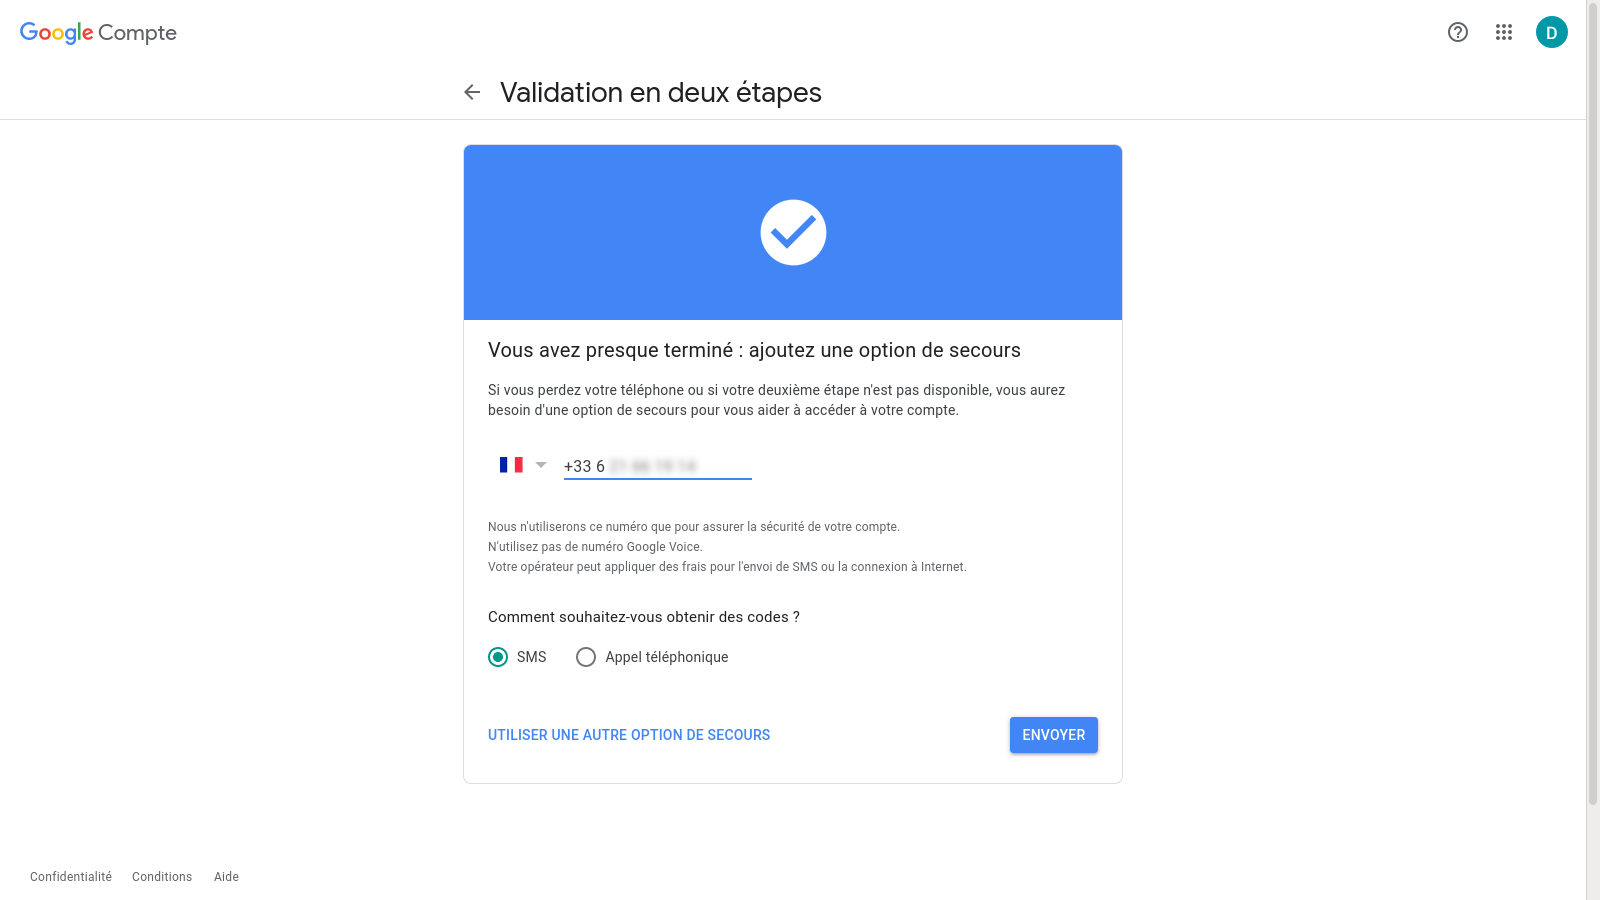 Google Compte
D
Validation en deux étapes
Vous avez presque terminé : ajoutez une option de secours
Si vous perdez votre téléphone ou si votre deuxième étape n'est pas disponible, vous aurez
besoin d'une option de secours pour vous aider à accéder à votre compte.
+33 6
Nous n'utiliserons ce numéro que pour assurer la sécurité de votre compte.
N'utilisez pas de numéro Google Voice.
Votre opérateur peut appliquer des frais pour l'envoi de SMS ou la connexion à Internet.
Comment souhaitez-vous obtenir des codes ?
SMS Appel téléphonique
UTILISER UNE AUTRE OPTION DE SECOURS ENVOYER
Confidentialité Conditions Aide